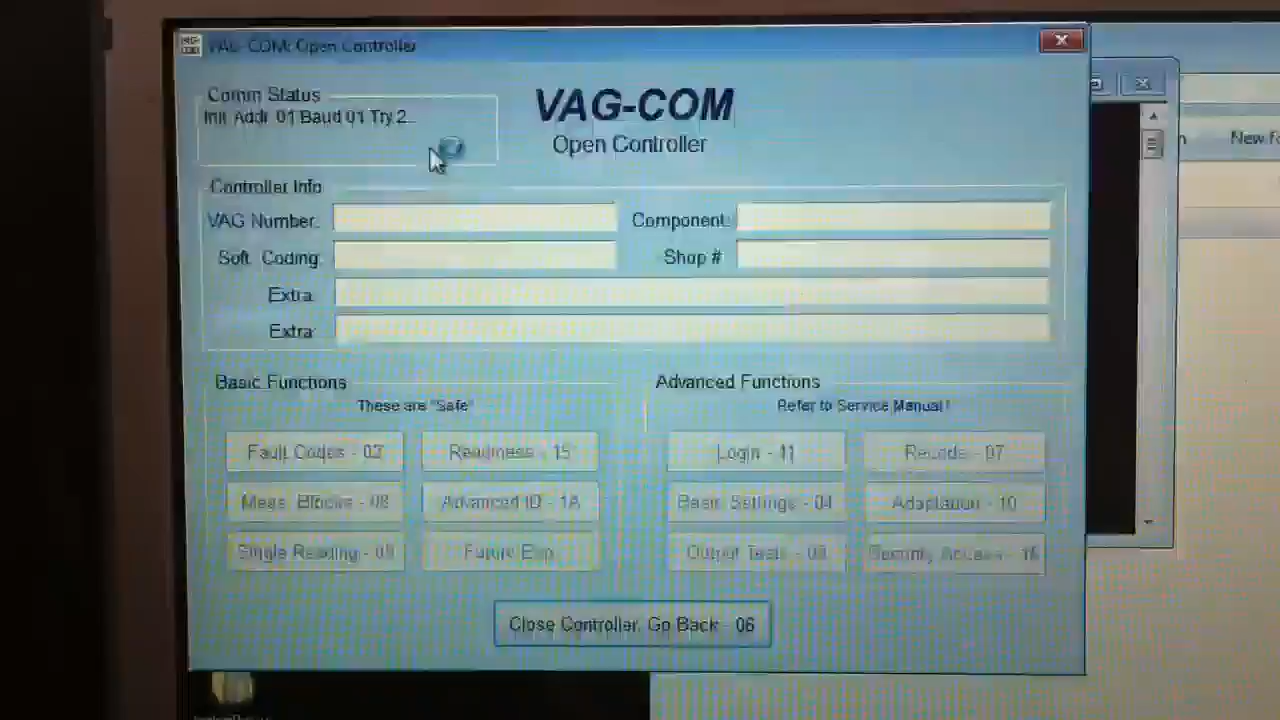 VAG-COM: Open Controller
Comm Status
Init Addr 01 Baud 01 Try 2...
VAG-COM
Open Controller
New
Controller Info
VAG Number:
Component:
Soft. Coding:
Shop #
Extra:
Extra:
Basic Functions
These are "Safe"
Advanced Functions
Refer to Service Manual!
Fault Codes - 02
Readiness - 15
Login - 11
Recode - 07
Meas. Blocks - 08
Advanced ID - 1A
Basic Settings - 04
Adaptation - 10
Single Reading - 09
Future Exp.
Output Tests - 03
Security Access - 16
Close Controller, Go Back - 06